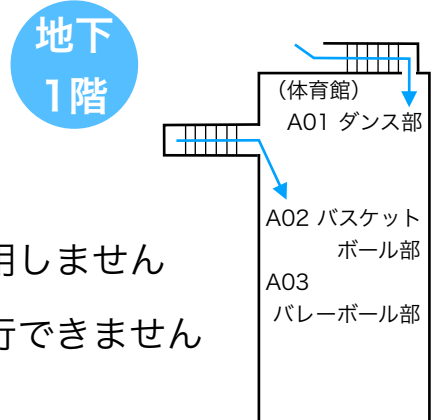 地下
1階
（体育館）
A01 ダンス部
A02 バスケット
ボール部
A03
バレーボール部
用しません
行できません